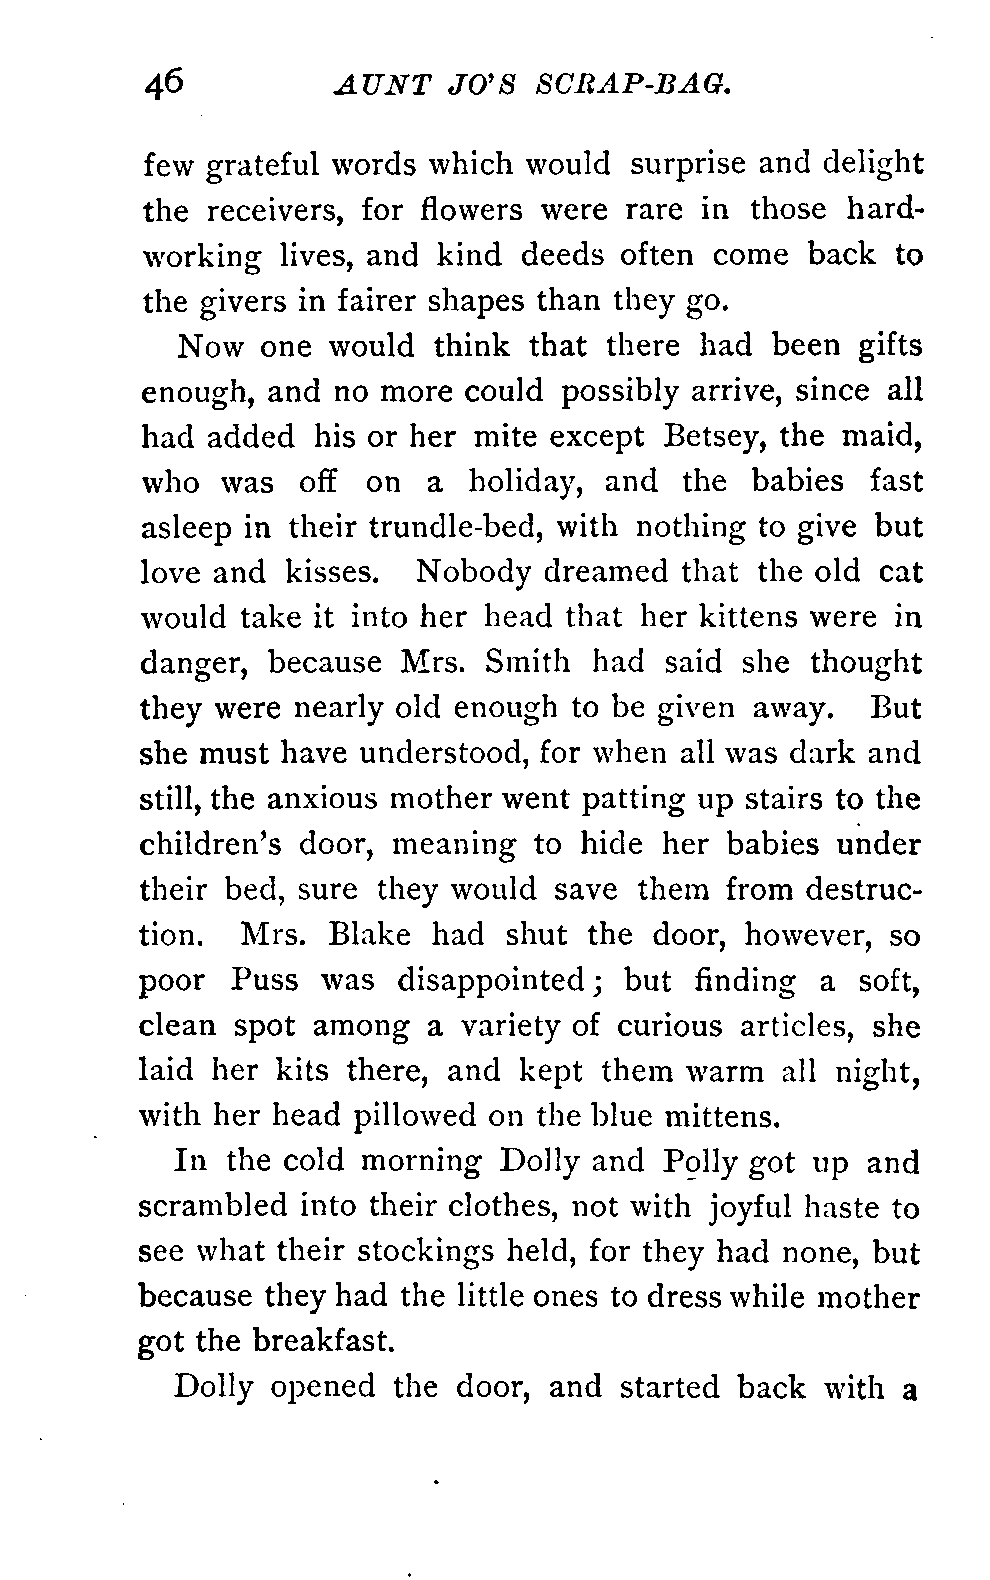 46 AUNT JO'S SCRAP-BAG.
few grateful words which would surprise and delight
the receivers, for flowers were rare in those hard-
working lives, and kind deeds often come back to
the givers in fairer shapes than they go.
Now one would think that there had been gifts
enough, and no more could possibly arrive, since all
had added his or her mite except Betsey, the maid,
who was off on a holiday, and the babies fast
asleep in their trundle-bed, with nothing to give but
love and kisses. Nobody dreamed that the old cat
would take it into her head that her kittens were in
danger, because Mrs. Smith had said she thought
they were nearly old enough to be given away. But
she must have understood, for when all was dark and
still, the anxious mother went patting up stairs to the
children's door, meaning to hide her babies under
their bed, sure they would save them from destruc-
tion. Mrs. Blake had shut the door, however, so
poor Puss was disappointed; but finding a soft,
clean spot among a variety of curious articles, she
laid her kits there, and kept them warm all night,
with her head pillowed on the blue mittens.
In the cold morning Dolly and Polly got up and
scrambled into their clothes, not with joyful haste to
see what their stockings held, for they had none, but
because they had the little ones to dress while mother
got the breakfast.
Dolly opened the door, and started back with a